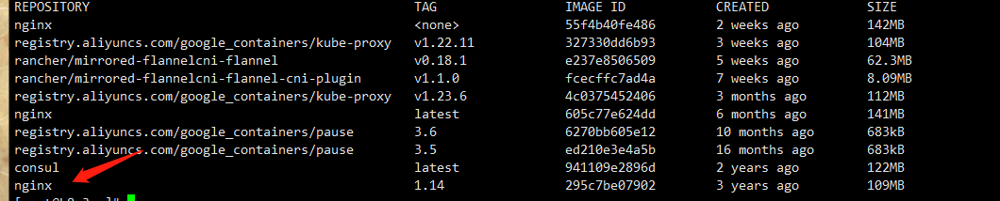 REPOSITORY TAG IMAGE ID CREATED SIZE
nginx <none> 55f4b40fe486 2 weeks ago 142MB
registry.aliyuncs.com/google_containers/kube-proxy v1.22.11 327330dd6b93 3 weeks ago 104MB
rancher/mirrored-flannelcni-flannel v0.18.1 e237e8506509 5 weeks ago 62.3MB
rancher/mirrored-flannelcni-flannel-cni-plugin v1.1.0 fcecffc7ad4a 7 weeks ago 8.09MB
registry.aliyuncs.com/google_containers/kube-proxy v1.23.6 4c0375452406 3 months ago 112MB
nginx latest 605c77e624dd 6 months ago 141MB
registry.aliyuncs.com/google_containers/pause 3.6 6270bb605e12 10 months ago 683kB
registry.aliyuncs.com/google_containers/pause 3.5 ed210e3e4a5b 16 months ago 683kB
consul latest 941109e2896d 2 years ago 122MB
nginx 1.14 295c7be07902 3 years ago 109MB